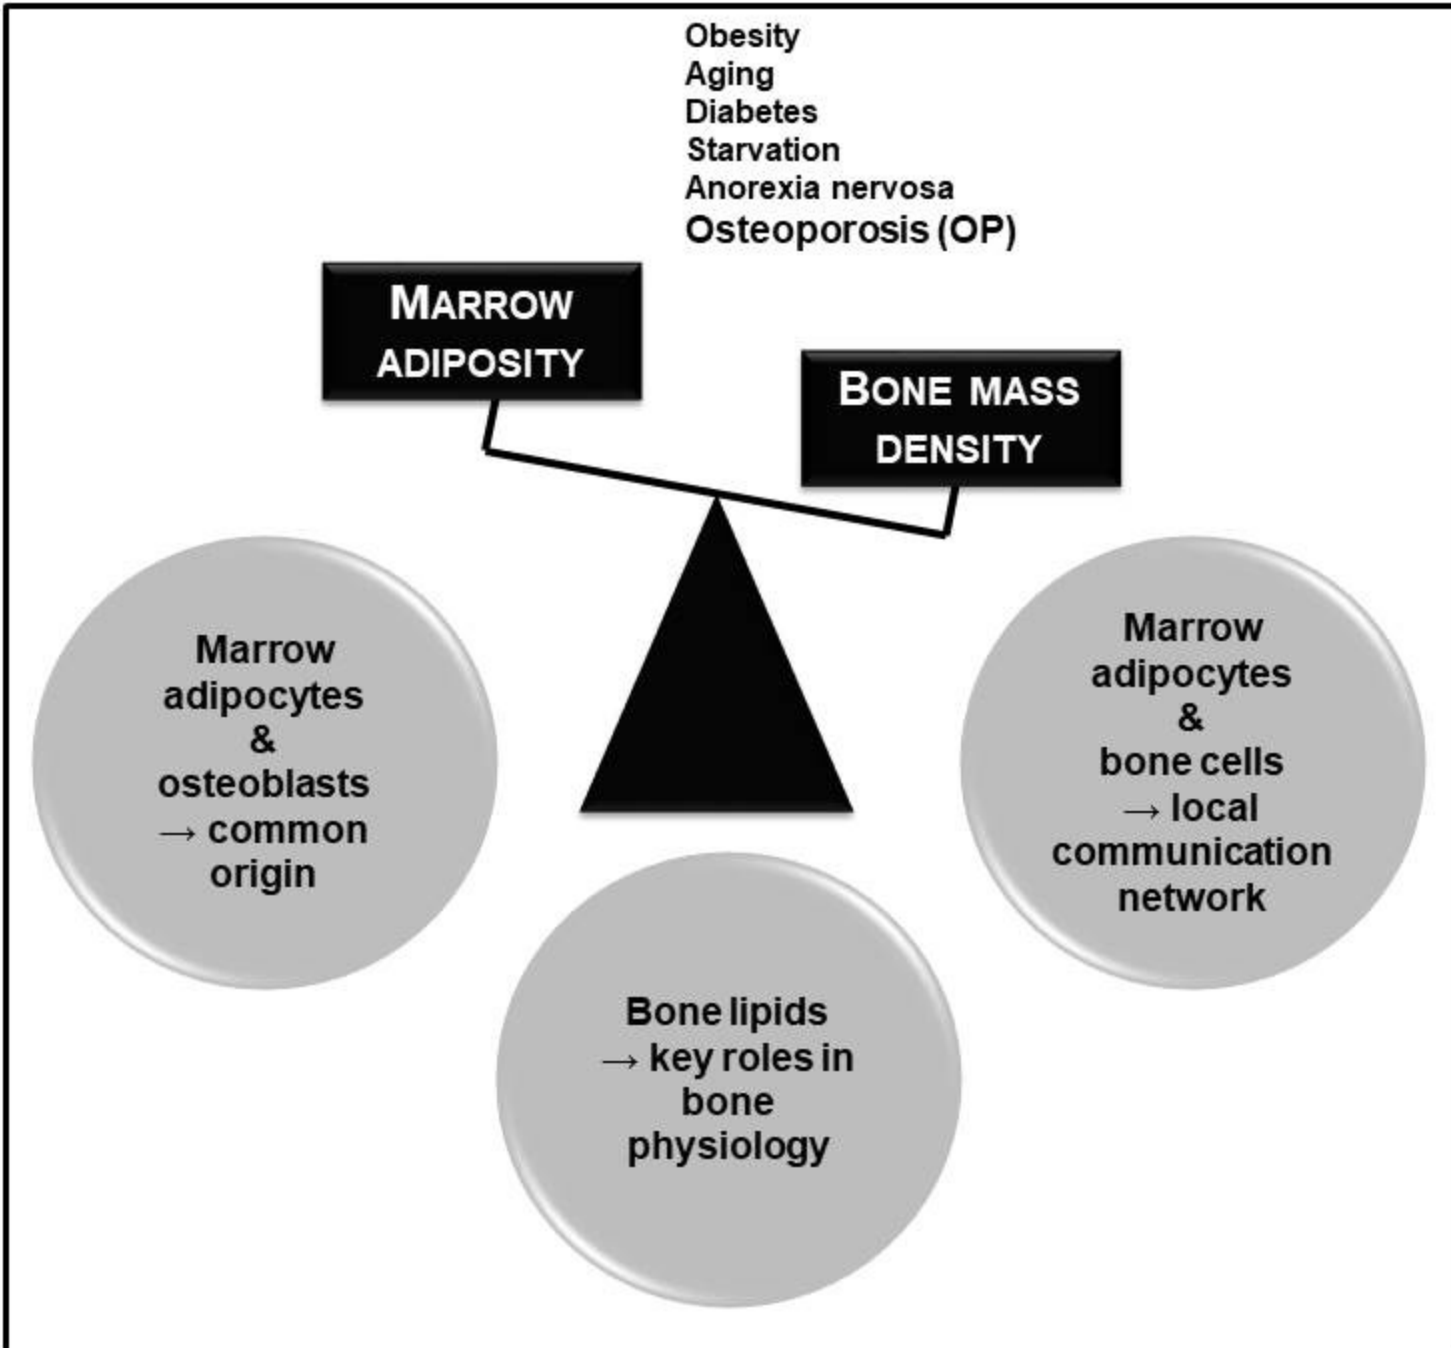 Obesity
Aging
Diabetes
Starvation
Anorexia nervosa
Osteoporosis (OP)
MARROW
ADIPOSITY
BONE MASS
DENSITY
Marrow
adipocytes
&
osteoblasts
→ common
origin
Marrow
adipocytes
&
bone cells
→ local
communication
network
Bone lipids
→ key roles in
bone
physiology